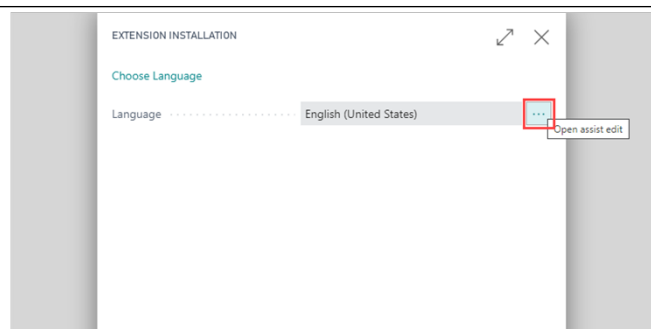 EXTENSION INSTALLATION
Choose Language
Language English (United States) ...
Open assist edit